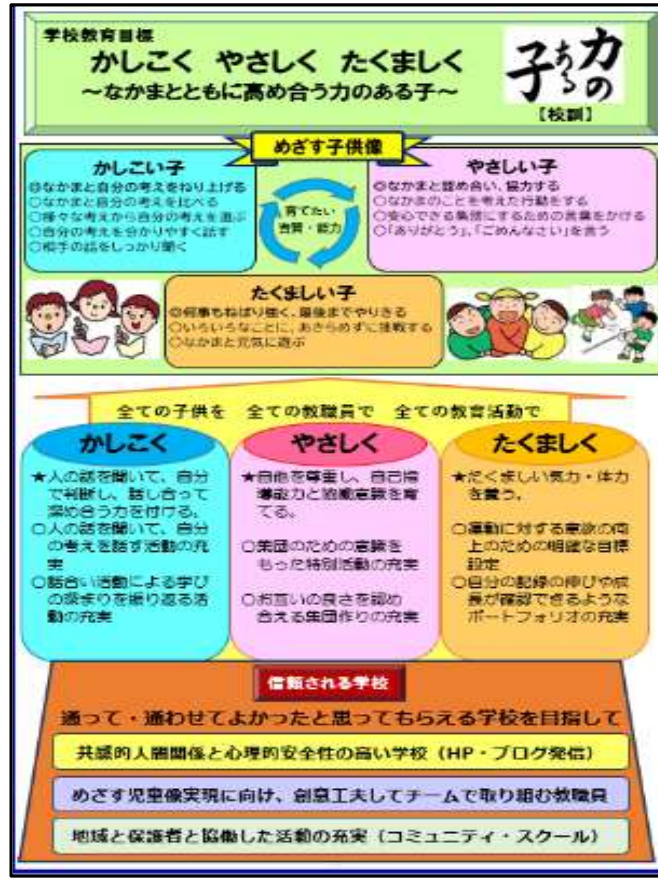 学校教育目標
かしこく やさしく たくましく
～なかまとともに高め合う力のある子～
力の
ある
子
【校訓】
めざす子供像
かしこい子
◎なかまと自分の考えをねり上げる
○なかまと自分の考えを比べる
○様々な考えから自分の考えを選ぶ
○自分の考えを分かりやすく話す
○相手の話をしっかり聞く
育てたい
資質・能力
やさしい子
◎なかまと認め合い、協力する
○なかまのことを考えた行動をする
○安心できる集団にするための言葉をかける
○「ありがとう」、「ごめんなさい」を言う
たくましい子
◎何事もねばり強く、最後までやりきる
○いろいろなことに、あきらめずに挑戦する
○なかまと元気に遊ぶ
全ての子供を 全ての教職員で 全ての教育活動で
かしこく
★人の話を聞いて、自分
で判断し、話し合って
深め合う力を付ける。
○人の話を聞いて、自分
の考えを話す活動の充
実
○話合い活動による学び
の深まりを振り返る活
動の充実
やさしく
★自他を尊重し、自己指
導能力と協働意識を育
てる。
○集団のための意識を
もった特別活動の充実
○お互いの良さを認め
合える集団作りの充実
たくましく
★たくましい気力・体力
を養う。
○運動に対する意欲の向
上のための明確な目標
設定
○自分の記録の伸びや成
長が確認できるような
ポートフォリオの充実
信頼される学校
通って・通わせてよかったと思ってもらえる学校を目指して
共感的人間関係と心理的安全性の高い学校（HP・ブログ発信）
めざす児童像実現に向け、創意工夫してチームで取り組む教職員
地域と保護者と協働した活動の充実（コミュニティ・スクール）